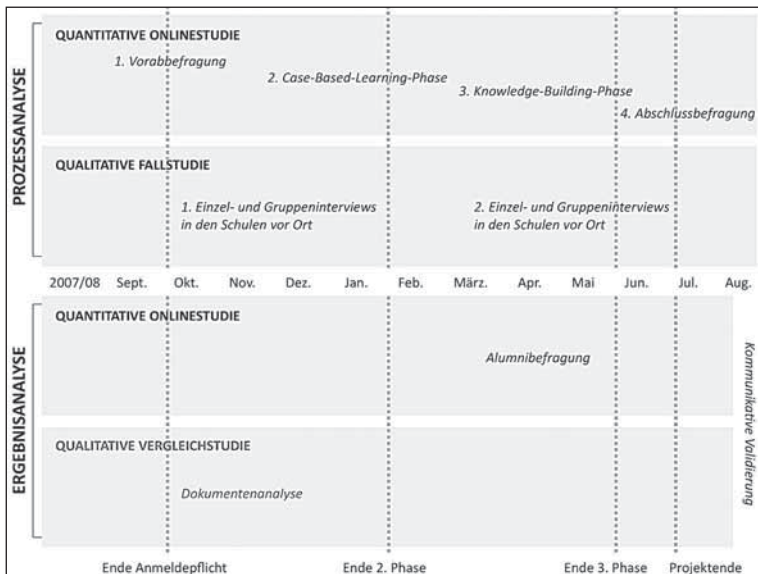 PROZESSANALYSE
QUANTITATIVE ONLINESTUDIE
1. Vorabbefragung
2. Case-Based-Learning-Phase
3. Knowledge-Building-Phase
4. Abschlussbefragung
QUALITATIVE FALLSTUDIE
1. Einzel- und Gruppeninterviews
in den Schulen vor Ort
2. Einzel- und Gruppeninterviews
in den Schulen vor Ort
2007/08 Sept. Okt. Nov. Dez. Jan. Feb. März. Apr. Mai Jun. Jul. Aug.
ERGEBNISANALYSE
QUANTITATIVE ONLINESTUDIE
Alumnibefragung
QUALITATIVE VERGLEICHSTUDIE
Dokumentenanalyse
Kommunikative Validierung
Ende Anmeldepflicht Ende 2. Phase Ende 3. Phase Projektende